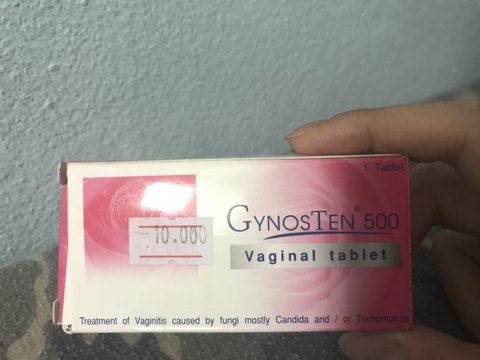 1 Tablet.
10.000
GYNOSTEN® 500
Vaginal tablet
Treatment of Vaginitis caused by fungi mostly Candida and / or Trichomonas